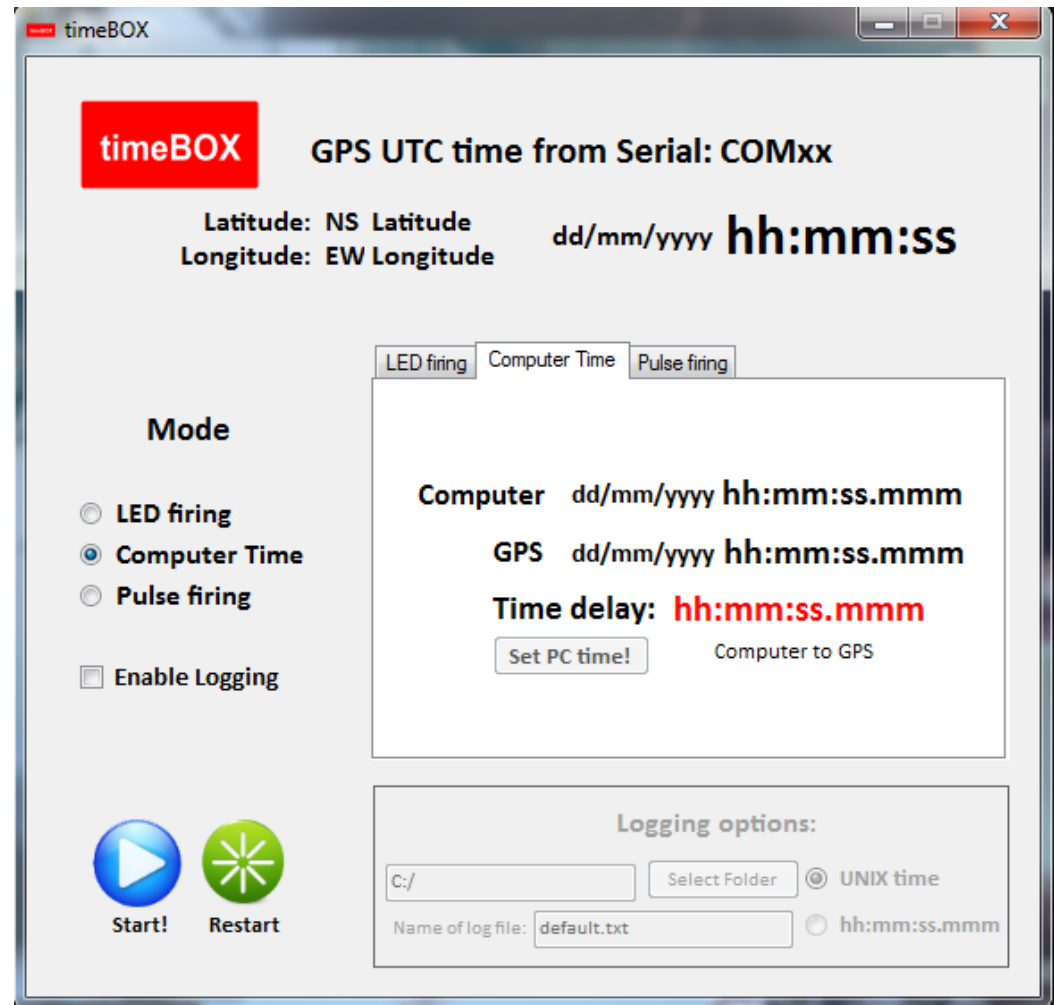 timeBOX
timeBOX
GPS UTC time from Serial: COMxx
Latitude: NS Latitude
Longitude: EW Longitude
dd/mm/yyyy hh:mm:ss
LED firing Computer Time Pulse firing
Mode
LED firing
Computer Time
Pulse firing
Enable Logging
Computer dd/mm/yyyy hh:mm:ss.mmm
GPS dd/mm/yyyy hh:mm:ss.mmm
Time delay: hh:mm:ss.mmm
Set PC time! Computer to GPS
Start! Restart
Logging options:
C:/ Select Folder UNIX time
Name of log file: default.txt hh:mm:ss.mmm